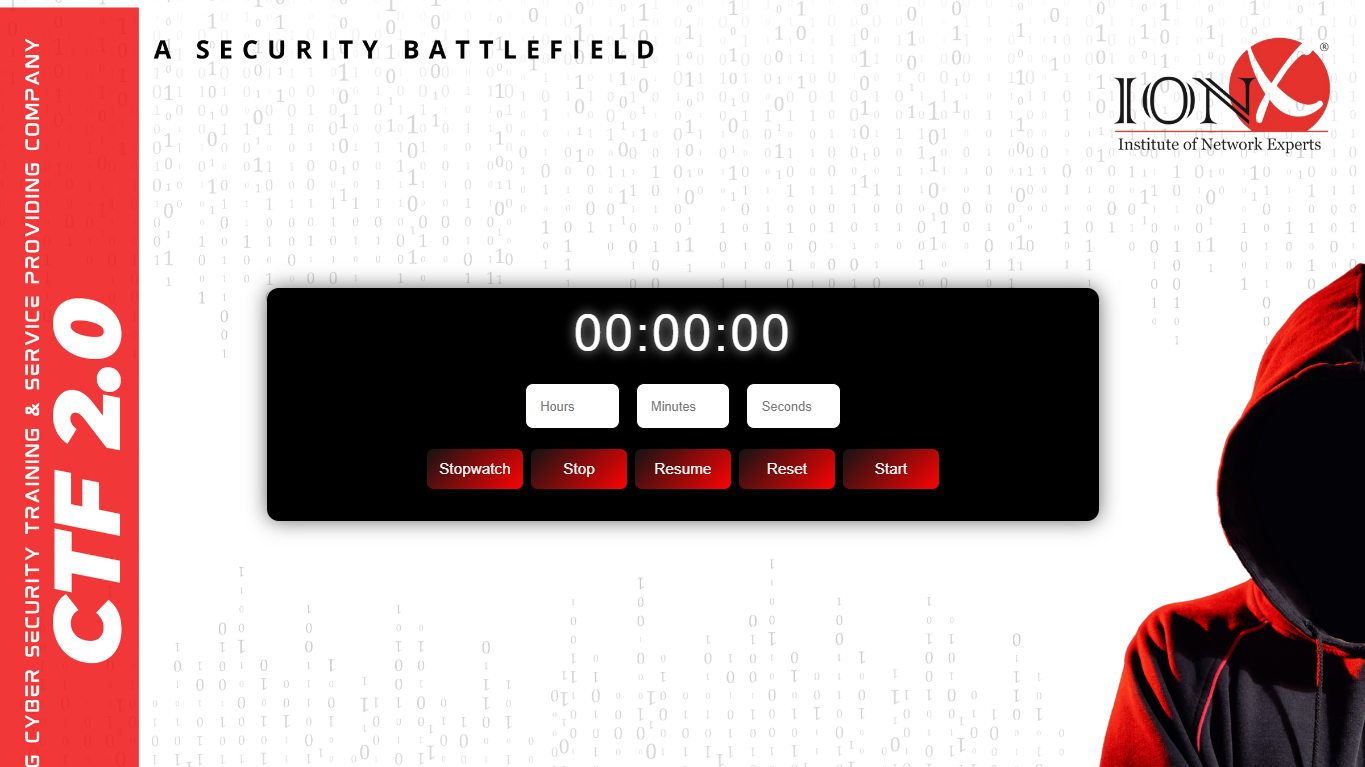 A SECURITY BATTLEFIELD
ION
®
Institute of Network Experts
G CYBER SECURITY TRAINING & SERVICE PROVIDING COMPANY
CTF 2.0
00:00:00
Hours Minutes Seconds
Stopwatch Stop Resume Reset Start